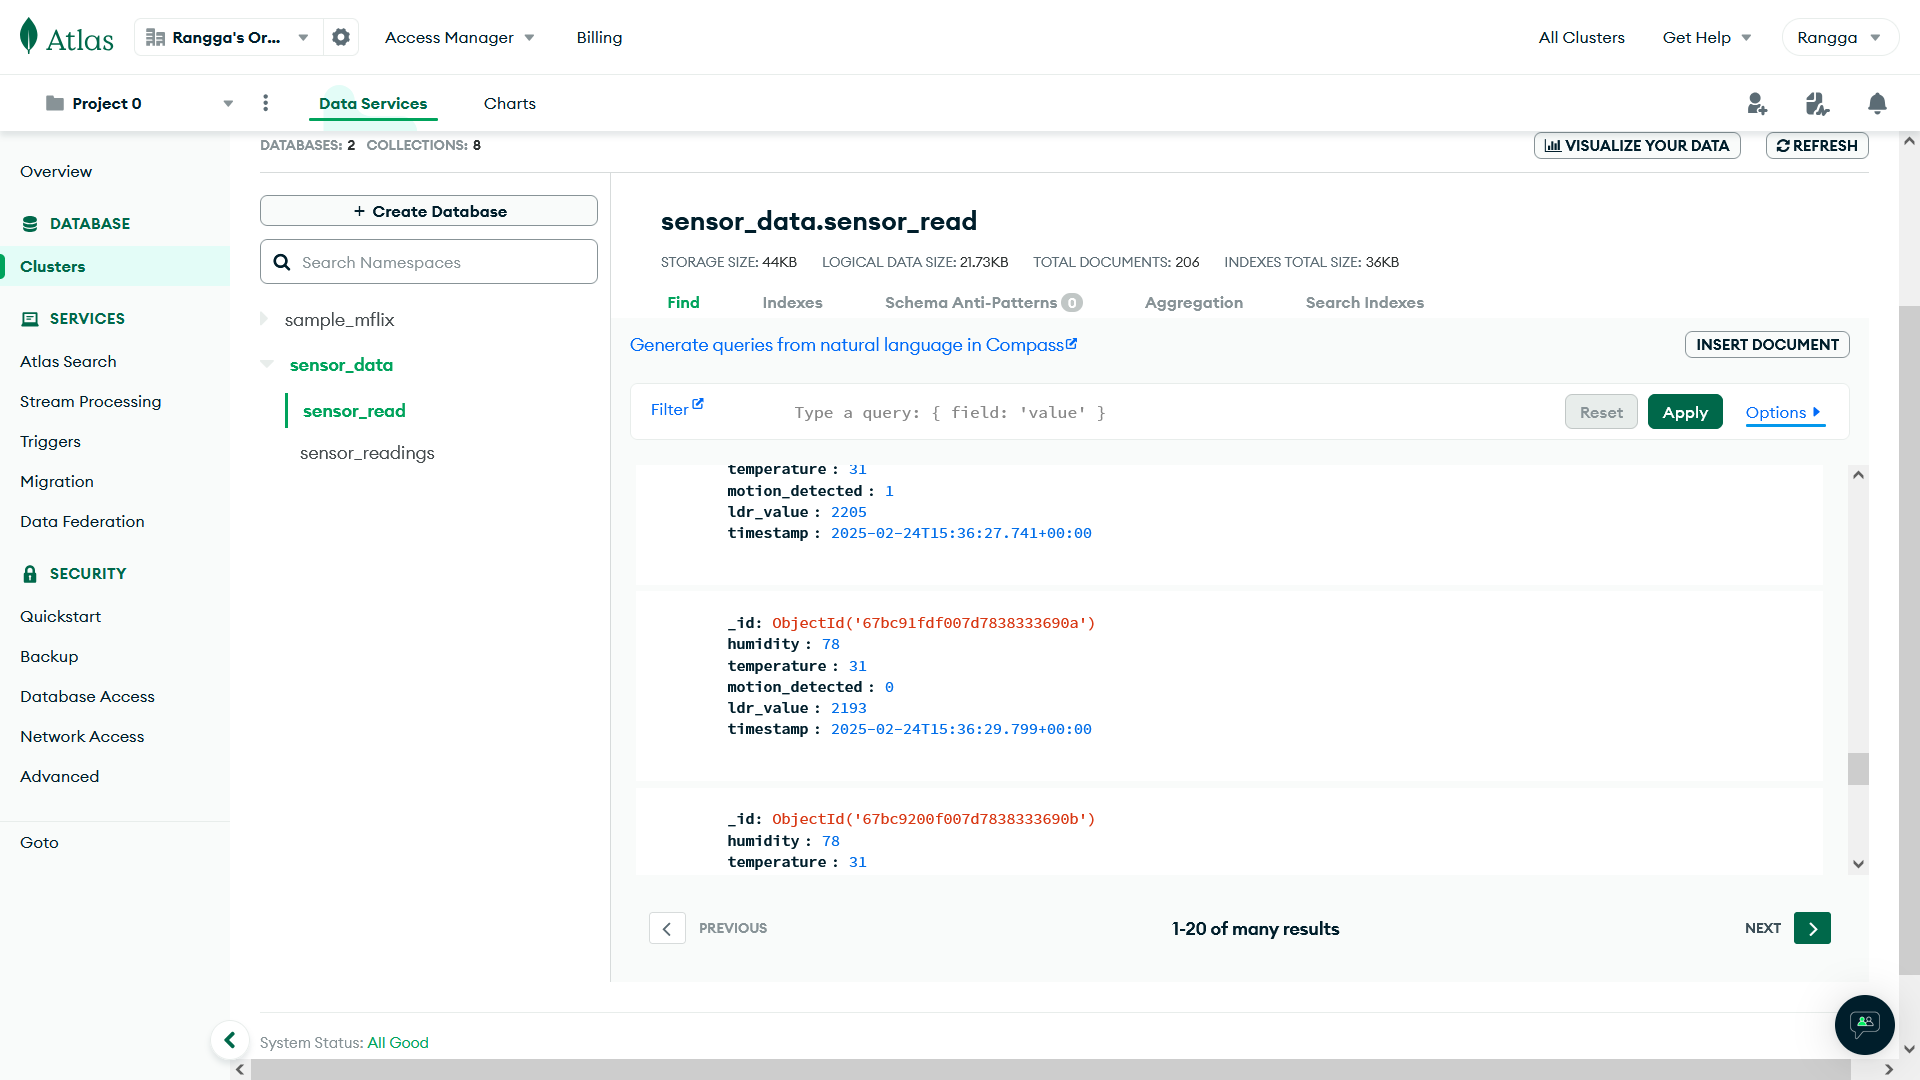 Atlas
Rangga's Or...
Access Manager
Billing
All Clusters
Get Help
Rangga
Project 0
Data Services
Charts
Overview
DATABASE
Clusters
SERVICES
Atlas Search
Stream Processing
Triggers
Migration
Data Federation
SECURITY
Quickstart
Backup
Database Access
Network Access
Advanced
Goto
DATABASES: 2 COLLECTIONS: 8
VISUALIZE YOUR DATA
REFRESH
+ Create Database
Search Namespaces
sample_mflix
sensor_data
sensor_read
sensor_readings
sensor_data.sensor_read
STORAGE SIZE: 44KB LOGICAL DATA SIZE: 21.73KB TOTAL DOCUMENTS: 206 INDEXES TOTAL SIZE: 36KB
Find Indexes Schema Anti-Patterns 0 Aggregation Search Indexes
Generate queries from natural language in Compass
INSERT DOCUMENT
Filter
Type a query: { field: 'value' }
Reset
Apply
Options
temperature : 31
motion_detected : 1
ldr_value : 2205
timestamp : 2025-02-24T15:36:27.741+00:00
_id: ObjectId('67bc91fdf007d7838333690a')
humidity : 78
temperature : 31
motion_detected : 0
ldr_value : 2193
timestamp : 2025-02-24T15:36:29.799+00:00
_id: ObjectId('67bc9200f007d7838333690b')
humidity : 78
temperature : 31
PREVIOUS
1-20 of many results
NEXT
System Status: All Good